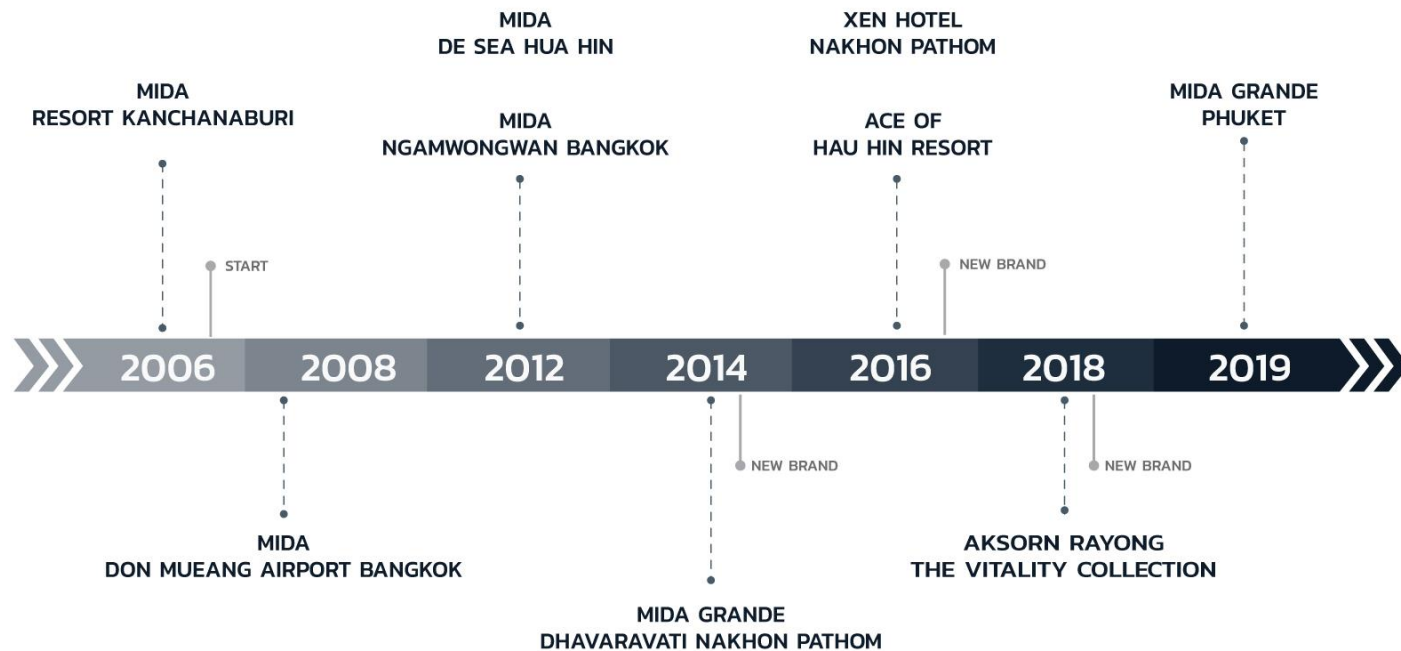 MIDA
DE SEA HUA HIN
XEN HOTEL
NAKHON PATHOM
MIDA
RESORT KANCHANABURI
MIDA
NGAMWONGWAN BANGKOK
ACE OF
HAU HIN RESORT
MIDA GRANDE
PHUKET
START
NEW BRAND
2006
2008
2012
2014
2016
2018
2019
NEW BRAND
NEW BRAND
MIDA
DON MUEANG AIRPORT BANGKOK
AKSORN RAYONG
THE VITALITY COLLECTION
MIDA GRANDE
DHAVARAVATI NAKHON PATHOM